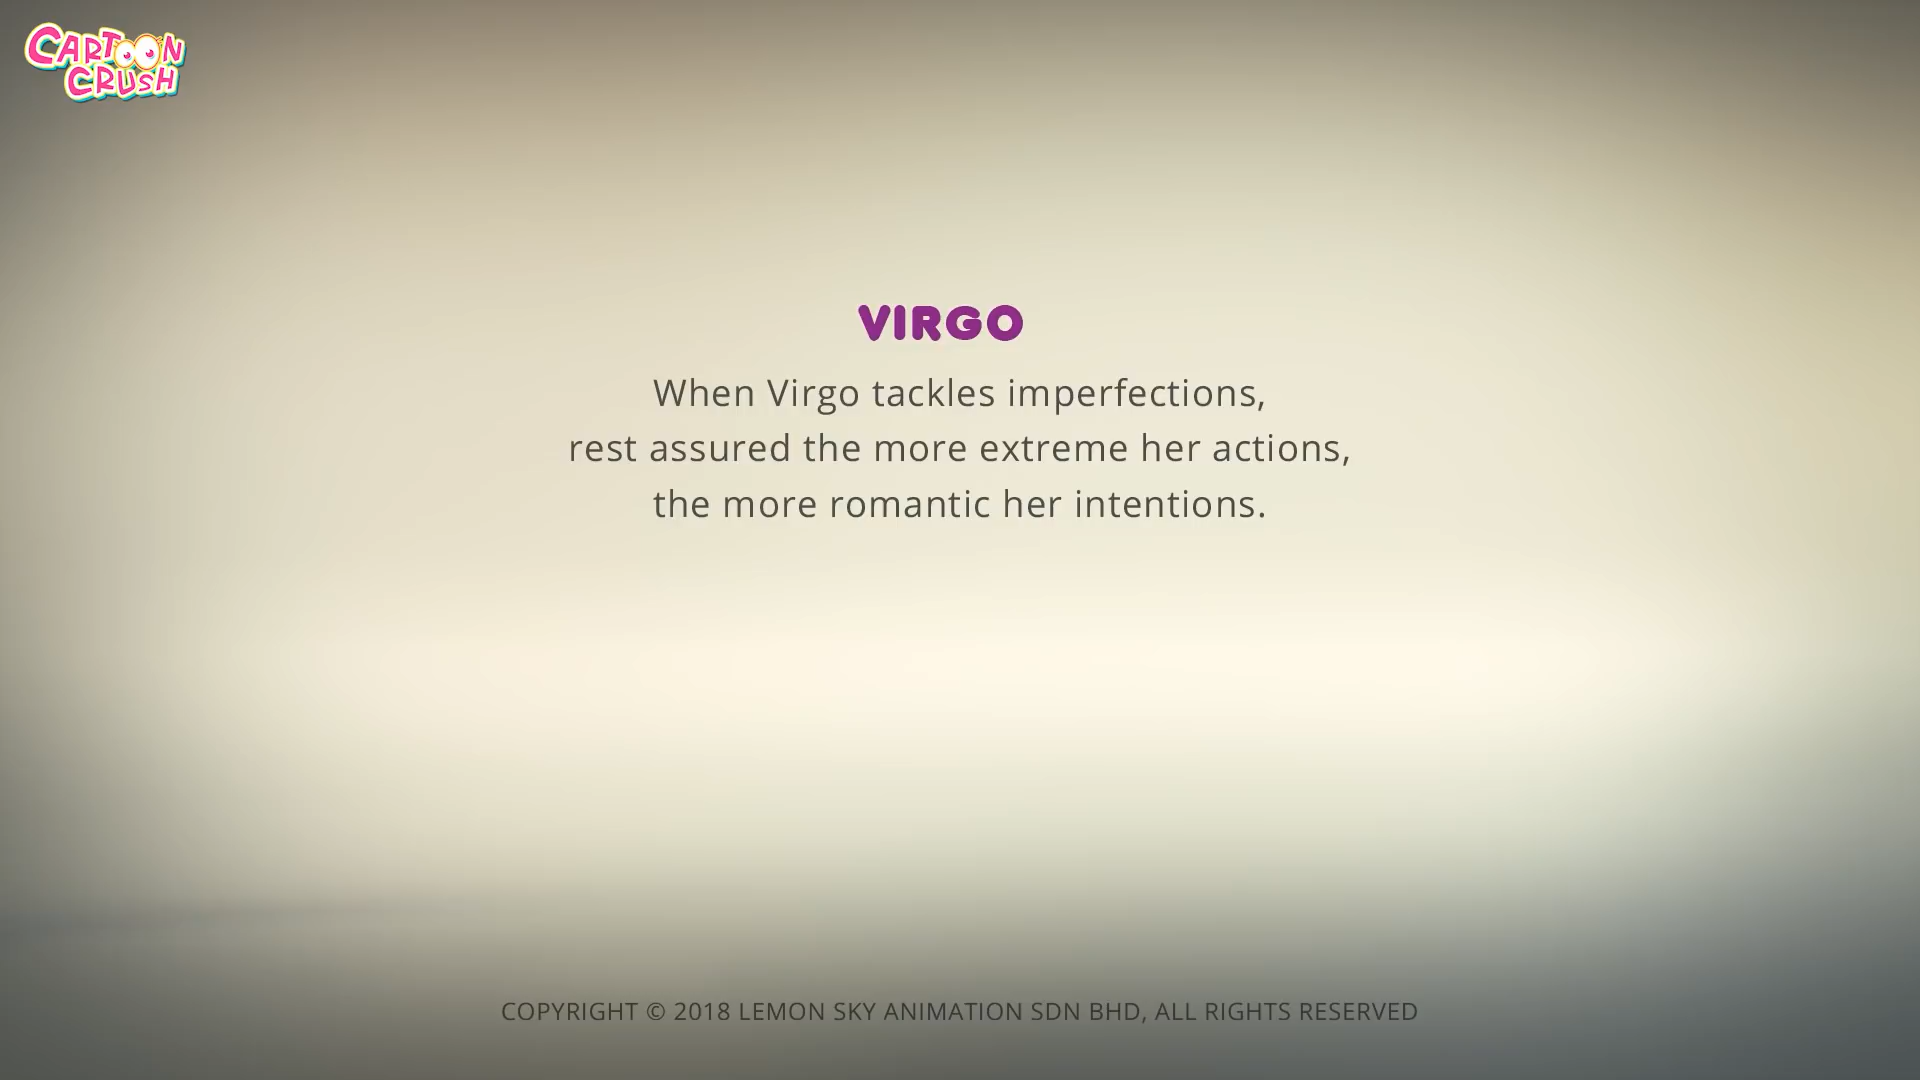 CARTOON
CRUSH
VIRGO
When Virgo tackles imperfections,
rest assured the more extreme her actions,
the more romantic her intentions.
COPYRIGHT © 2018 LEMON SKY ANIMATION SDN BHD, ALL RIGHTS RESERVED